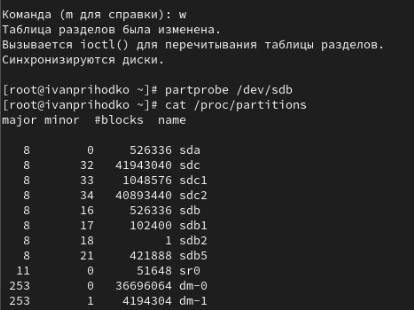 Команда (m для справки): w
Таблица разделов была изменена.
Вызывается ioctl() для перечитывания таблицы разделов.
Синхронизируются диски.
[root@ivanprihodko ~]# partprobe /dev/sdb
[root@ivanprihodko ~]# cat /proc/partitions
major minor  #blocks  name
8        0     526336 sda
8       32   41943040 sdc
8       33    1048576 sdc1
8       34   40893440 sdc2
8       16     526336 sdb
8       17     102400 sdb1
8       18          1 sdb2
8       21     421888 sdb5
11        0      51648 sr0
253        0   36696064 dm-0
253        1    4194304 dm-1